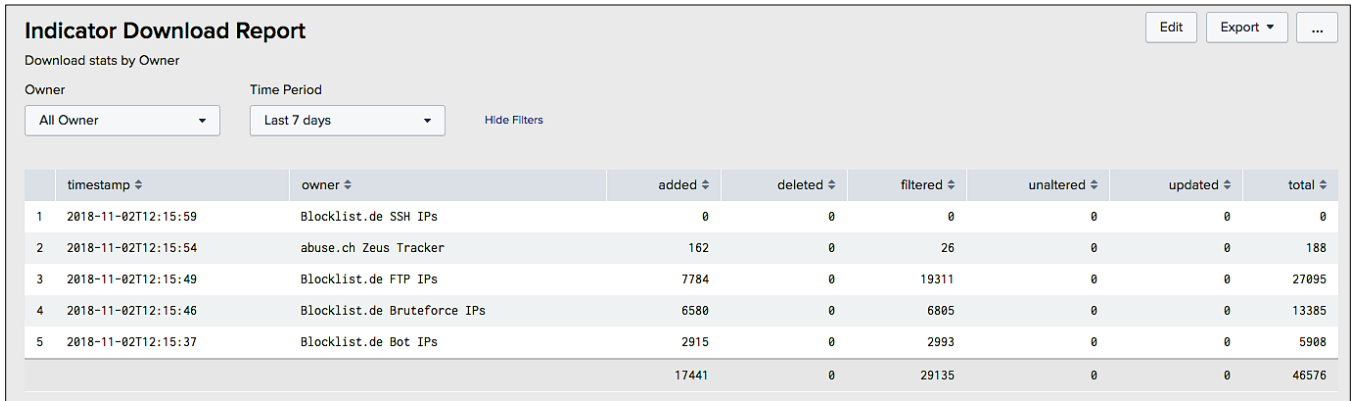 Indicator Download Report
Edit Export ...
Download stats by Owner
Owner Time Period
All Owner Last 7 days Hide Filters
timestamp owner added deleted filtered unaltered updated total
1 2018-11-02T12:15:59 Blocklist.de SSH IPs 0 0 0 0 0 0
2 2018-11-02T12:15:54 abuse.ch Zeus Tracker 162 0 26 0 0 188
3 2018-11-02T12:15:49 Blocklist.de FTP IPs 7784 0 19311 0 0 27095
4 2018-11-02T12:15:46 Blocklist.de Bruteforce IPs 6580 0 6805 0 0 13385
5 2018-11-02T12:15:37 Blocklist.de Bot IPs 2915 0 2993 0 0 5908
17441 0 29135 0 0 46576